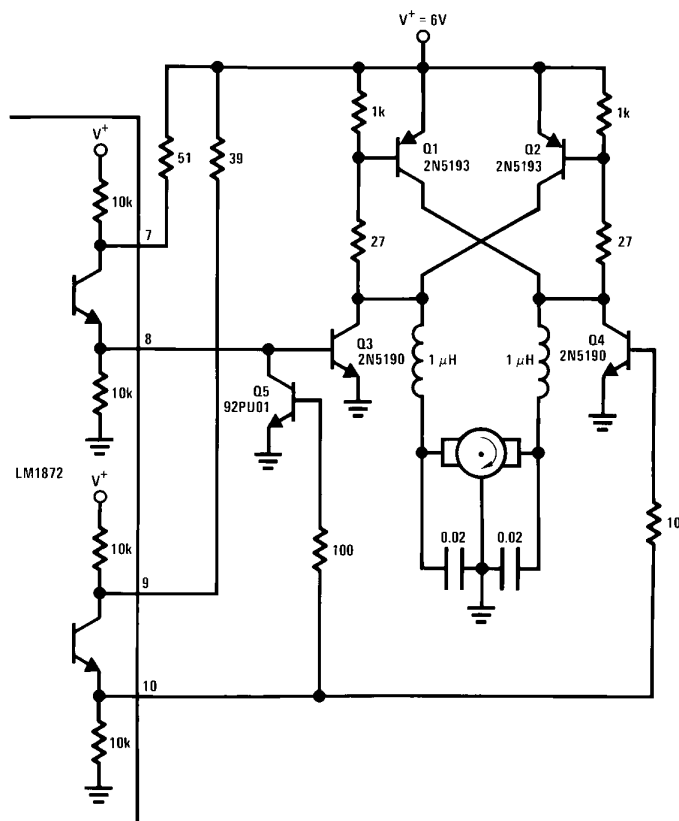 V+ = 6V
1k
Q1
2N5193
Q2
2N5193
1k
V+
51
39
10k
7
27
27
8
Q3
2N5190
1 μH
1 μH
Q4
2N5190
Q5
92PU01
10k
LM1872
V+
10k
100
0.02
0.02
10
9
10
10k